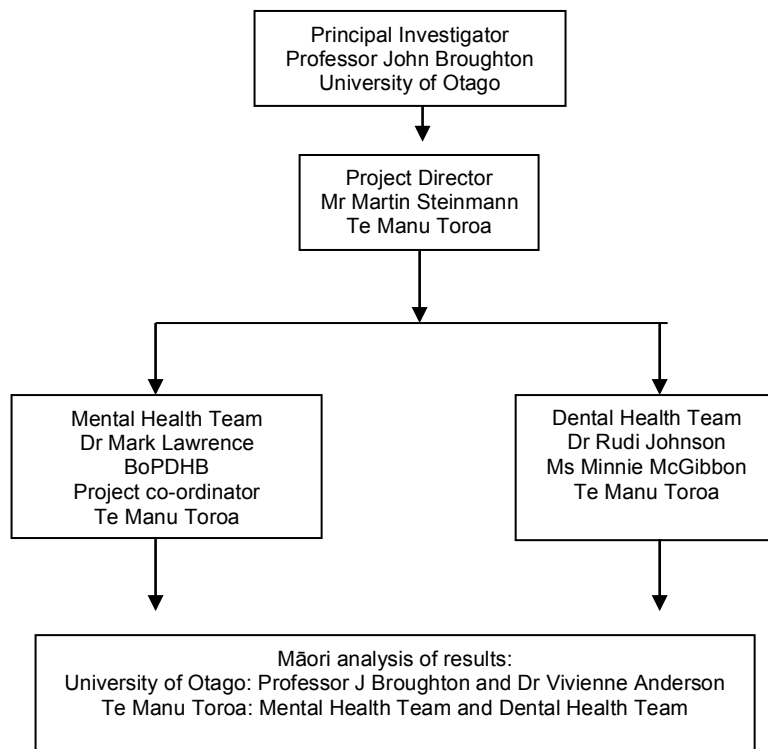 Principal Investigator
Professor John Broughton
University of Otago
Project Director
Mr Martin Steinmann
Te Manu Toroa
Mental Health Team
Dr Mark Lawrence
BoPDHB
Project co-ordinator
Te Manu Toroa
Dental Health Team
Dr Rudi Johnson
Ms Minnie McGibbon
Te Manu Toroa
Māori analysis of results:
University of Otago: Professor J Broughton and Dr Vivienne Anderson
Te Manu Toroa: Mental Health Team and Dental Health Team